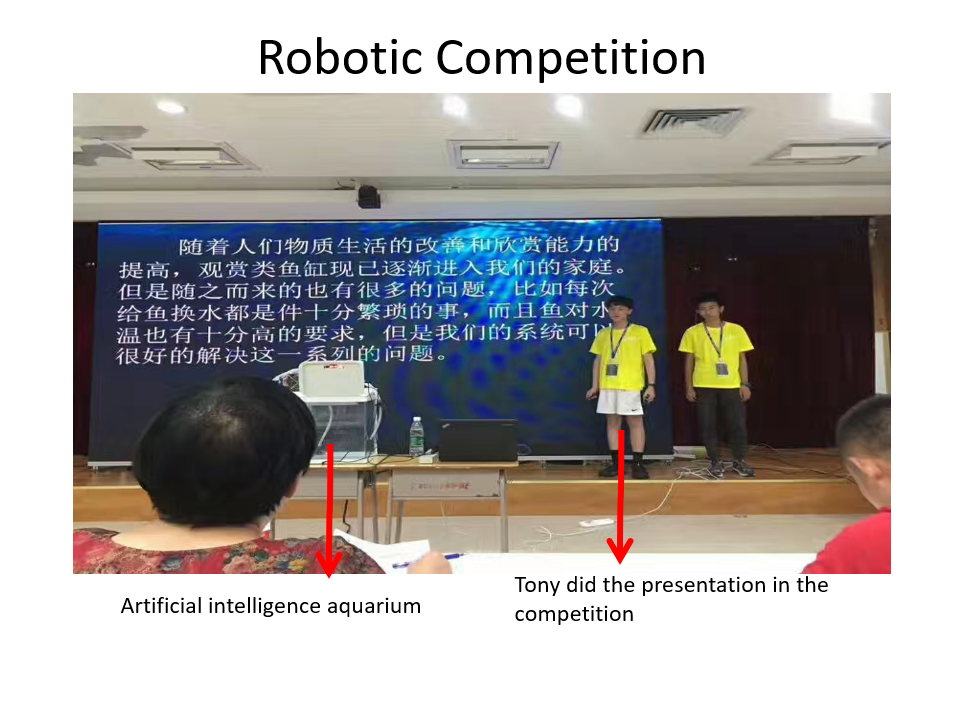 Robotic Competition
随着人们物质生活的改善和欣赏能力的
提高，观赏类鱼缸现已逐渐进入我们的家庭。
但是随之而来的也有很多的问题，比如每次
给鱼换水都是件十分繁琐的事，而且鱼对水
温也有十分高的要求，但是我们的系统可以
很好的解决这一系列的问题。
Artificial intelligence aquarium
Tony did the presentation in the
competition